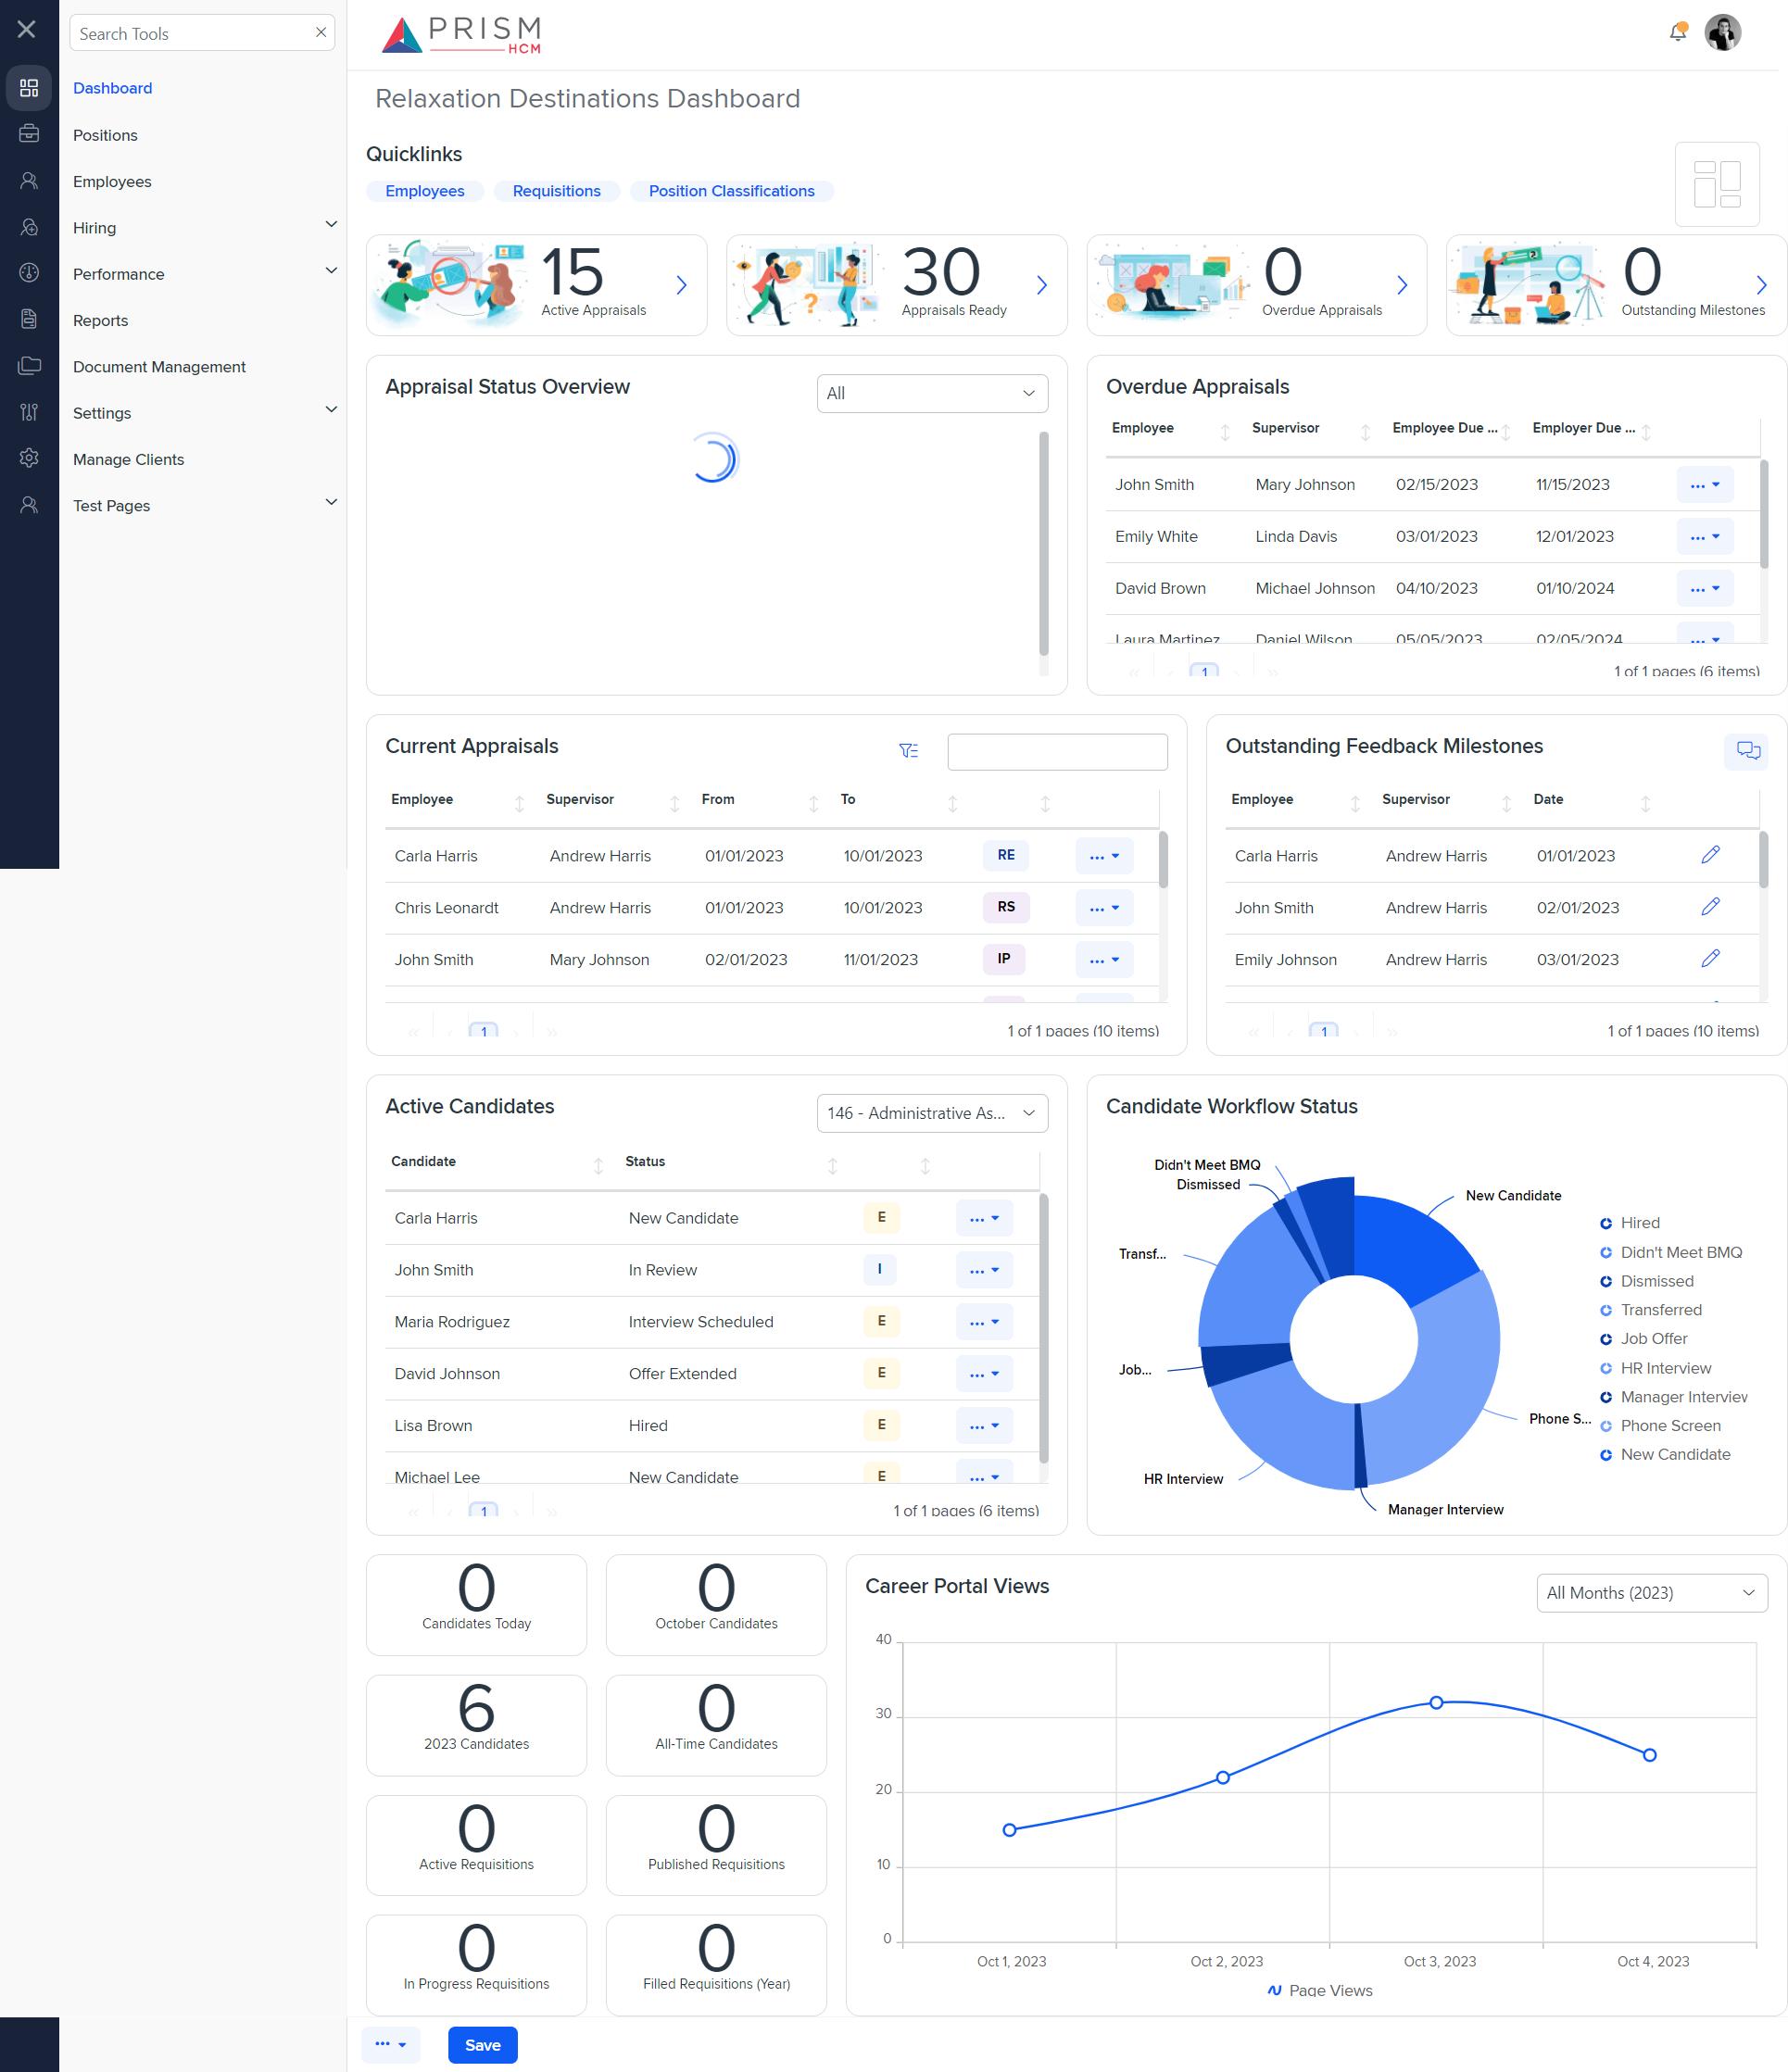 Search Tools
PRISM
HCM
Dashboard
Positions
Employees
Hiring
Performance
Reports
Document Management
Settings
Manage Clients
Test Pages
Relaxation Destinations Dashboard
Quicklinks
Employees Requisitions Position Classifications
15
Active Appraisals
30
Appraisals Ready
0
Overdue Appraisals
0
Outstanding Milestones
Appraisal Status Overview
All
Overdue Appraisals
Employee Supervisor Employee Due ... Employer Due ...
John Smith Mary Johnson 02/15/2023 11/15/2023
Emily White Linda Davis 03/01/2023 12/01/2023
David Brown Michael Johnson 04/10/2023 01/10/2024
Laura Martinez Daniel Wilson 05/05/2023 02/05/2024
1
1 of 1 pages (6 items)
Current Appraisals
Employee Supervisor From To
Carla Harris Andrew Harris 01/01/2023 10/01/2023 RE
Chris Leonardt Andrew Harris 01/01/2023 10/01/2023 RS
John Smith Mary Johnson 02/01/2023 11/01/2023 IP
1
1 of 1 pages (10 items)
Outstanding Feedback Milestones
Employee Supervisor Date
Carla Harris Andrew Harris 01/01/2023
John Smith Andrew Harris 02/01/2023
Emily Johnson Andrew Harris 03/01/2023
1
1 of 1 pages (10 items)
Active Candidates
146 - Administrative As...
Candidate Status
Carla Harris New Candidate E
John Smith In Review I
Maria Rodriguez Interview Scheduled E
David Johnson Offer Extended E
Lisa Brown Hired E
Michael Lee New Candidate E
1
1 of 1 pages (6 items)
Candidate Workflow Status
Didn't Meet BMQ
Dismissed
New Candidate
Transf...
Job...
Phone S...
HR Interview
Manager Interview
Hired
Didn't Meet BMQ
Dismissed
Transferred
Job Offer
HR Interview
Manager Interview
Phone Screen
New Candidate
0
Candidates Today
0
October Candidates
6
2023 Candidates
0
All-Time Candidates
0
Active Requisitions
0
Published Requisitions
0
In Progress Requisitions
0
Filled Requisitions (Year)
Career Portal Views
All Months (2023)
40
30
20
10
0
Oct 1, 2023 Oct 2, 2023 Oct 3, 2023 Oct 4, 2023
Page Views
Save